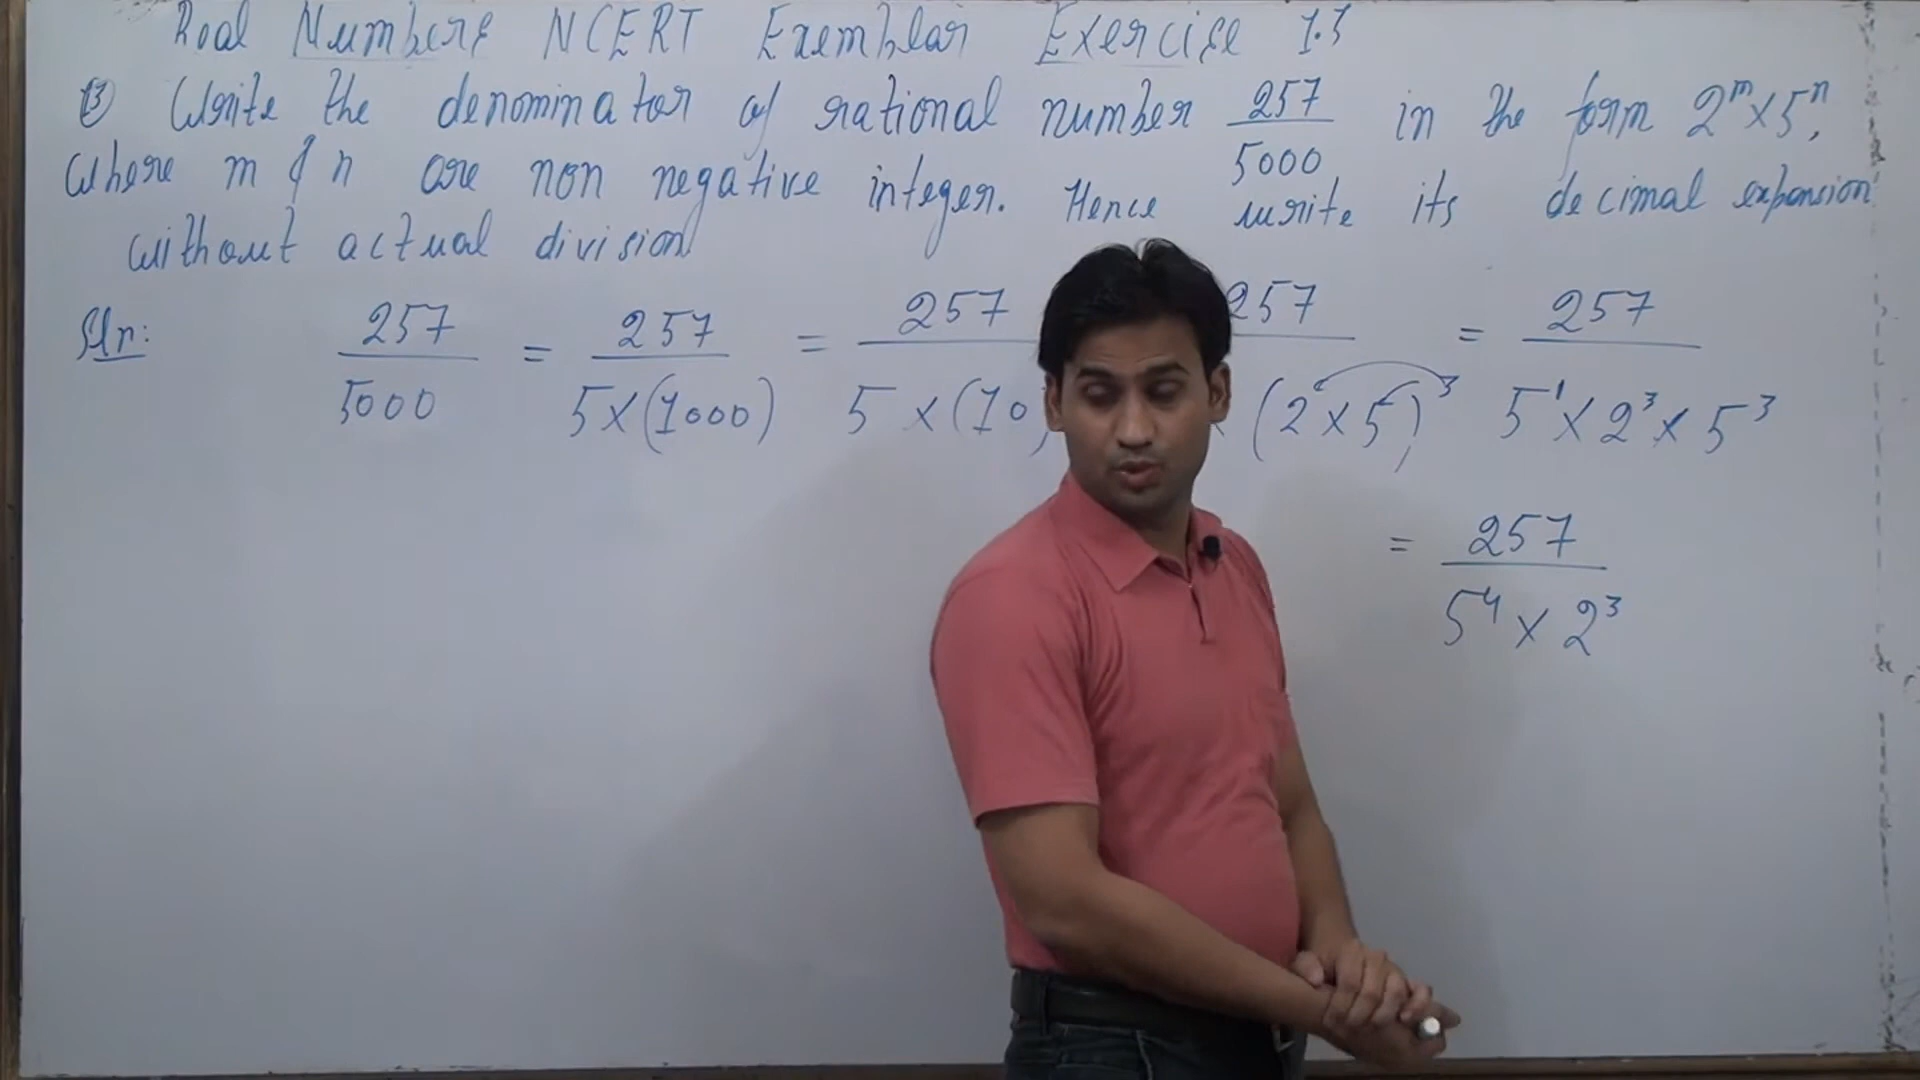 Real Numbers NCERT Exemplar Exercise 1.3
13 Write the denominator of rational number 257/5000 in the form 2^m × 5^n,
where m & n are non negative integer. Hence write its decimal expansion
without actual division
Sln: 257/5000 = 257/5×(1000) = 257/5×(10 257/(2×5)^3 = 257/5^1×2^3×5^3
= 257/5^4×2^3